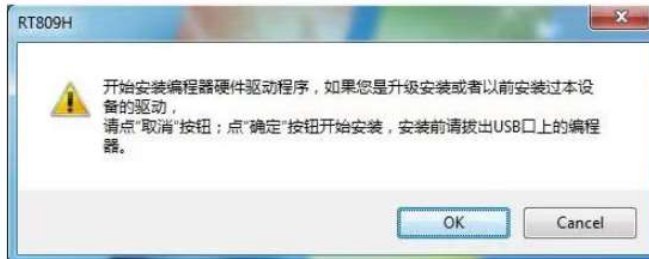 RT809H
开始安装编程器硬件驱动程序，如果您是升级安装或者以前安装过本设
备的驱动，
请点"取消"按钮；点"确定"按钮开始安装，安装前请拔出USB口上的编程
器。
OK
Cancel